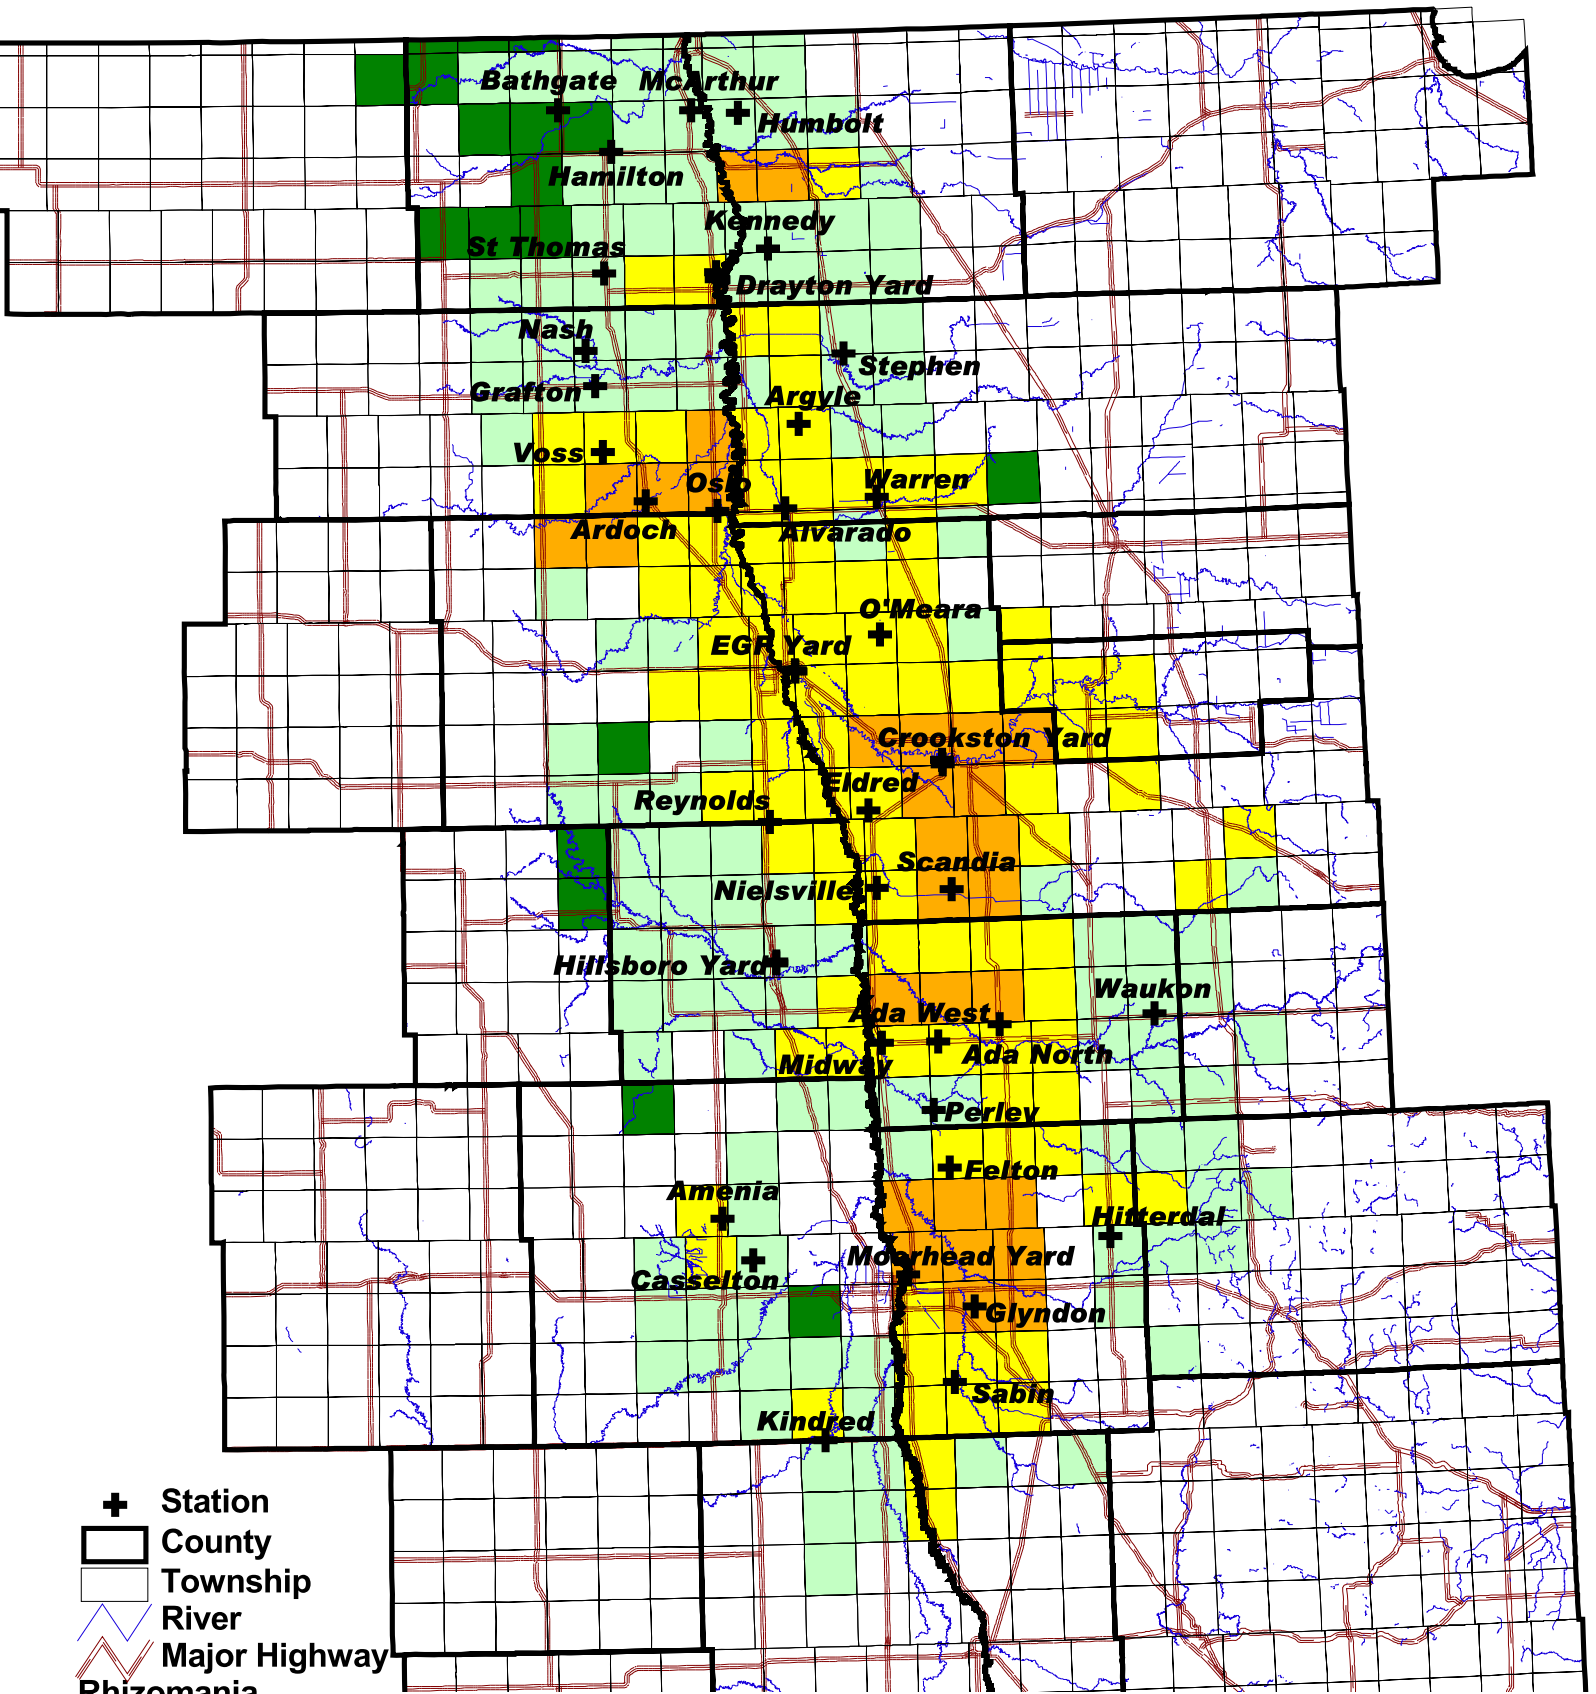 Bathgate McArthur
Humbolt
Hamilton
Kennedy
St Thomas
Drayton Yard
Nash
Stephen
Grafton
Argyle
Voss
Oslo
Warren
Ardoch
Alvarado
O'Meara
EGF Yard
Crookston Yard
Eldred
Reynolds
Scandia
Nielsville
Hillsboro Yard
Waukon
Ada West
Ada North
Midway
Perley
Felton
Amenia
Hitterdal
Moorhead Yard
Casselton
Glyndon
Sabin
Kindred
Station
County
Township
River
Major Highway
Rhizomania